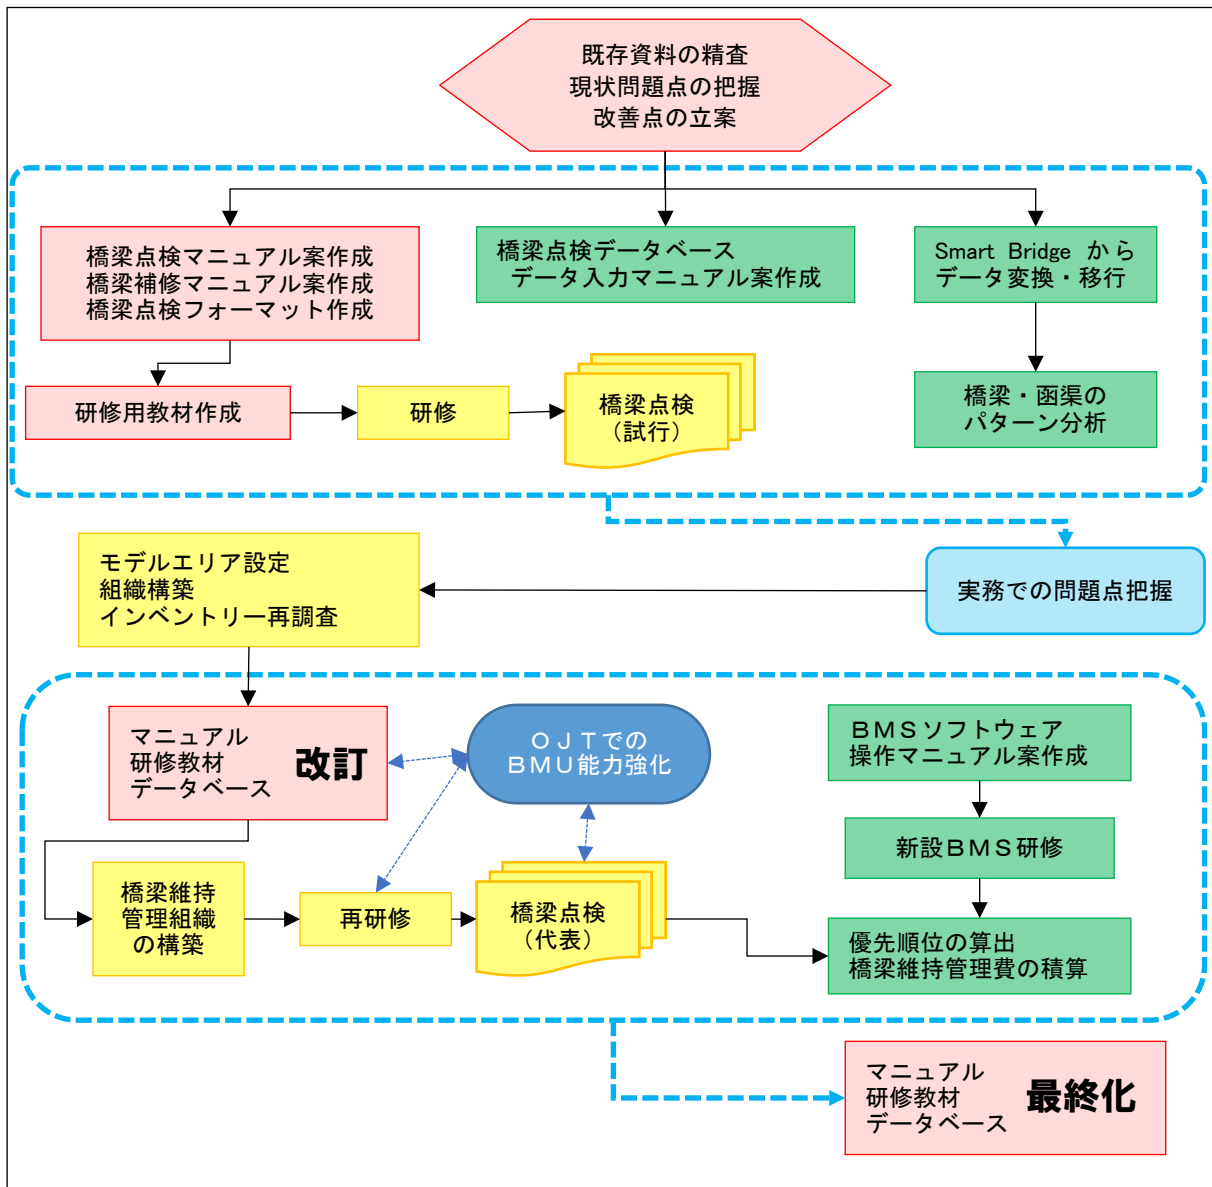 既存資料の精査
現状問題点の把握
改善点の立案
橋梁点検マニュアル案作成
橋梁補修マニュアル案作成
橋梁点検フォーマット作成
橋梁点検データベース
データ入力マニュアル案作成
Smart Bridge から
データ変換・移行
研修用教材作成
研修
橋梁点検
（試行）
橋梁・函渠の
パターン分析
モデルエリア設定
組織構築
インベントリー再調査
実務での問題点把握
マニュアル
研修教材
データベース
改訂
ＯＪＴでの
ＢＭＵ能力強化
ＢＭＳソフトウェア
操作マニュアル案作成
新設ＢＭＳ研修
橋梁維持
管理組織
の構築
再研修
橋梁点検
（代表）
優先順位の算出
橋梁維持管理費の積算
マニュアル
研修教材
データベース
最終化